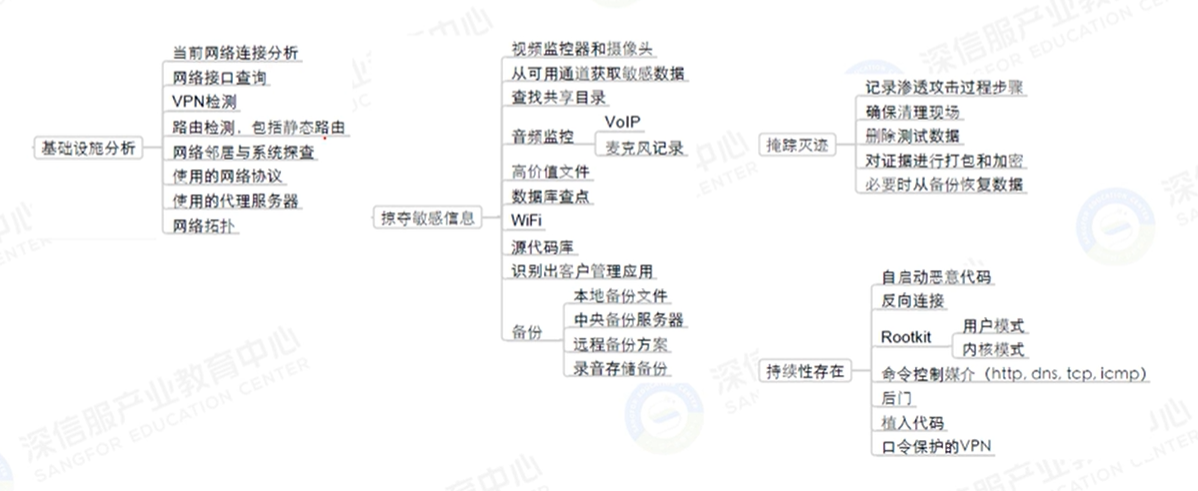 基础设施分析
当前网络连接分析
网络接口查询
VPN检测
路由检测，包括静态路由
网络邻居与系统探查
使用的网络协议
使用的代理服务器
网络拓扑
掠夺敏感信息
视频监控器和摄像头
从可用通道获取敏感数据
查找共享目录
音频监控
VoIP
麦克风记录
高价值文件
数据库查点
WiFi
源代码库
识别出客户管理应用
备份
本地备份文件
中央备份服务器
远程备份方案
录音存储备份
掩踪灭迹
记录渗透攻击过程步骤
确保清理现场
删除测试数据
对证据进行打包和加密
必要时从备份恢复数据
持续性存在
自启动恶意代码
反向连接
Rootkit
用户模式
内核模式
命令控制媒介（http, dns, tcp, icmp）
后门
植入代码
口令保护的VPN
深信服产业教育中心
SANGFOR EDUCATION CENTER